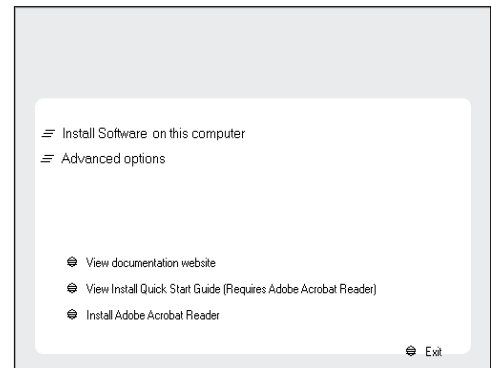 Install Software on this computer
Advanced options
View documentation website
View Install Quick Start Guide (Requires Adobe Acrobat Reader)
Install Adobe Acrobat Reader
Exit